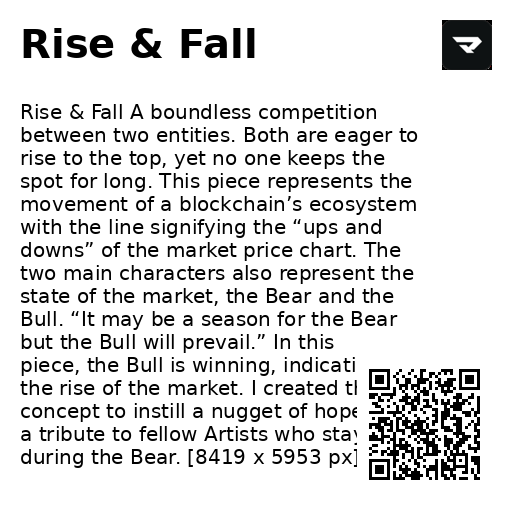 Rise & Fall
Rise & Fall A boundless competition
between two entities. Both are eager to
rise to the top, yet no one keeps the
spot for long. This piece represents the
movement of a blockchain’s ecosystem
with the line signifying the “ups and
downs” of the market price chart. The
two main characters also represent the
state of the market, the Bear and the
Bull. “It may be a season for the Bear
but the Bull will prevail.” In this
piece, the Bull is winning, indicati
the rise of the market. I created th
concept to instill a nugget of hope
a tribute to fellow Artists who stay
during the Bear. [8419 x 5953 px]